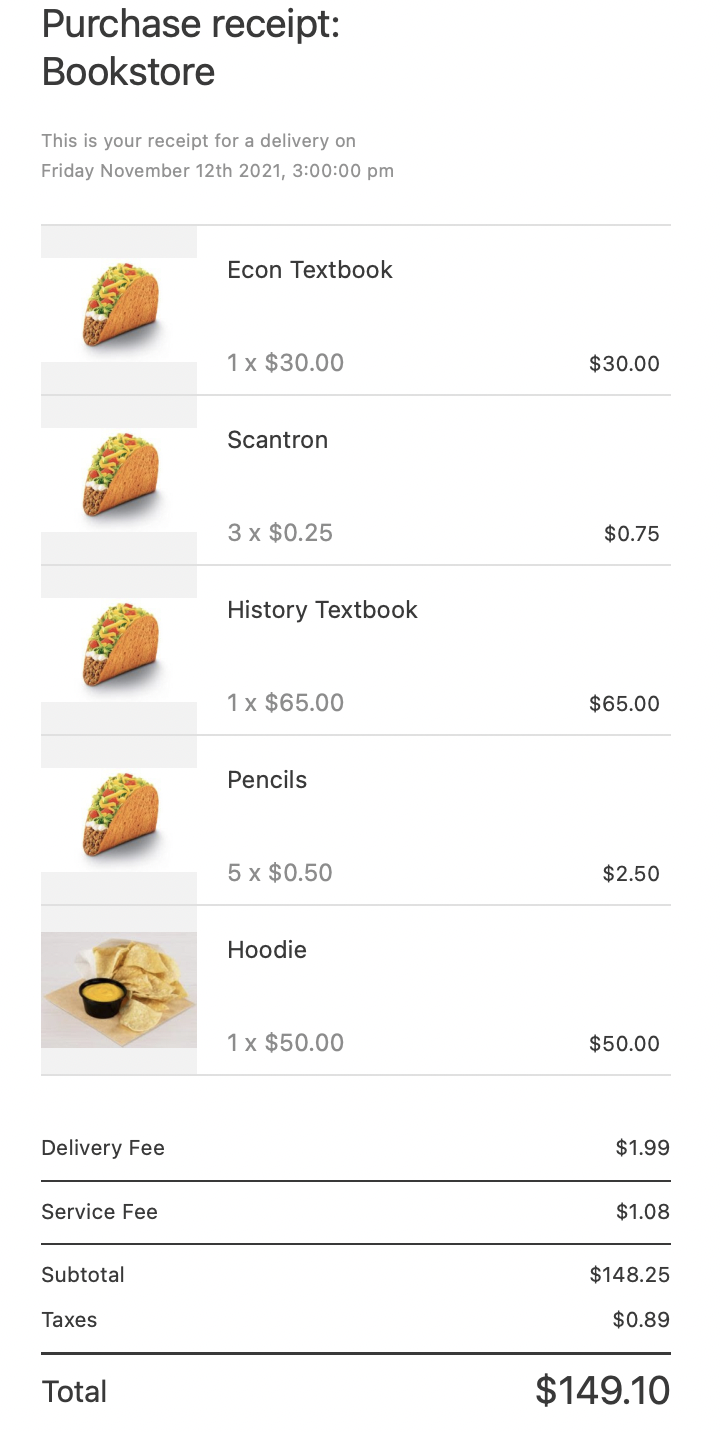 Purchase receipt:
Bookstore
This is your receipt for a delivery on
Friday November 12th 2021, 3:00:00 pm
Econ Textbook
1 x $30.00 $30.00
Scantron
3 x $0.25 $0.75
History Textbook
1 x $65.00 $65.00
Pencils
5 x $0.50 $2.50
Hoodie
1 x $50.00 $50.00
Delivery Fee $1.99
Service Fee $1.08
Subtotal $148.25
Taxes $0.89
Total $149.10